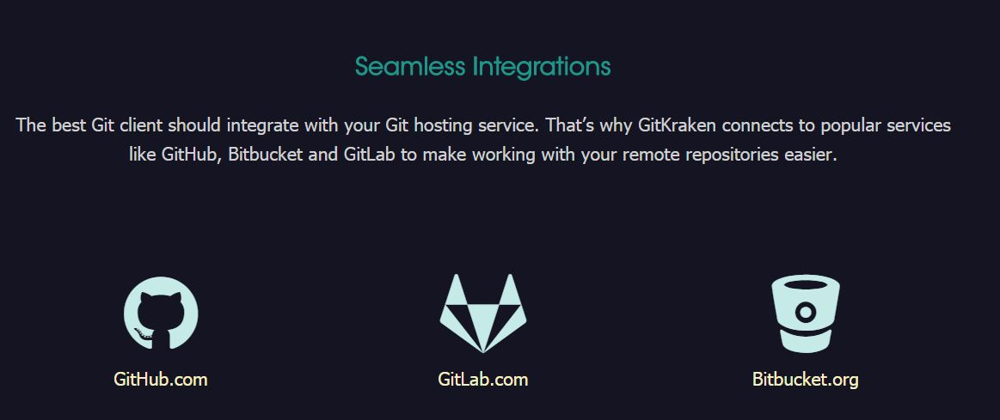 Seamless Integrations
The best Git client should integrate with your Git hosting service. That’s why GitKraken connects to popular services
like GitHub, Bitbucket and GitLab to make working with your remote repositories easier.
GitHub.com
GitLab.com
Bitbucket.org